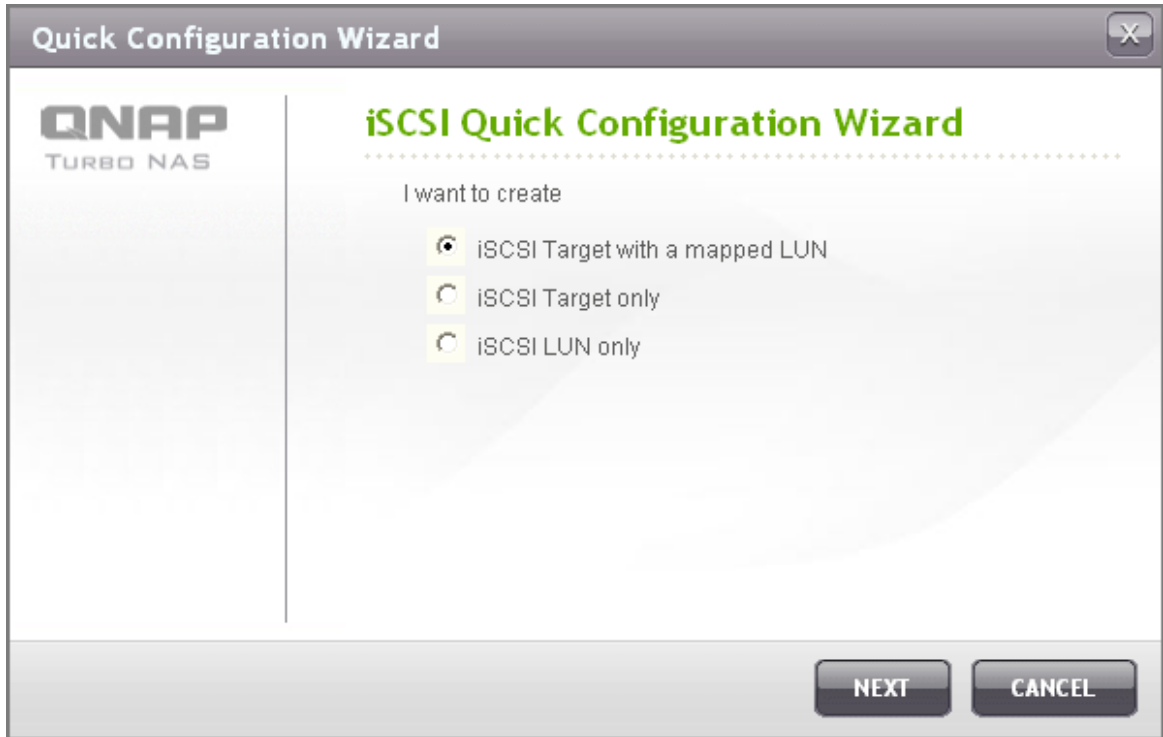 Quick Configuration Wizard
X
QNAP
TURBO NAS
iSCSI Quick Configuration Wizard
I want to create
iSCSI Target with a mapped LUN
iSCSI Target only
iSCSI LUN only
NEXT
CANCEL